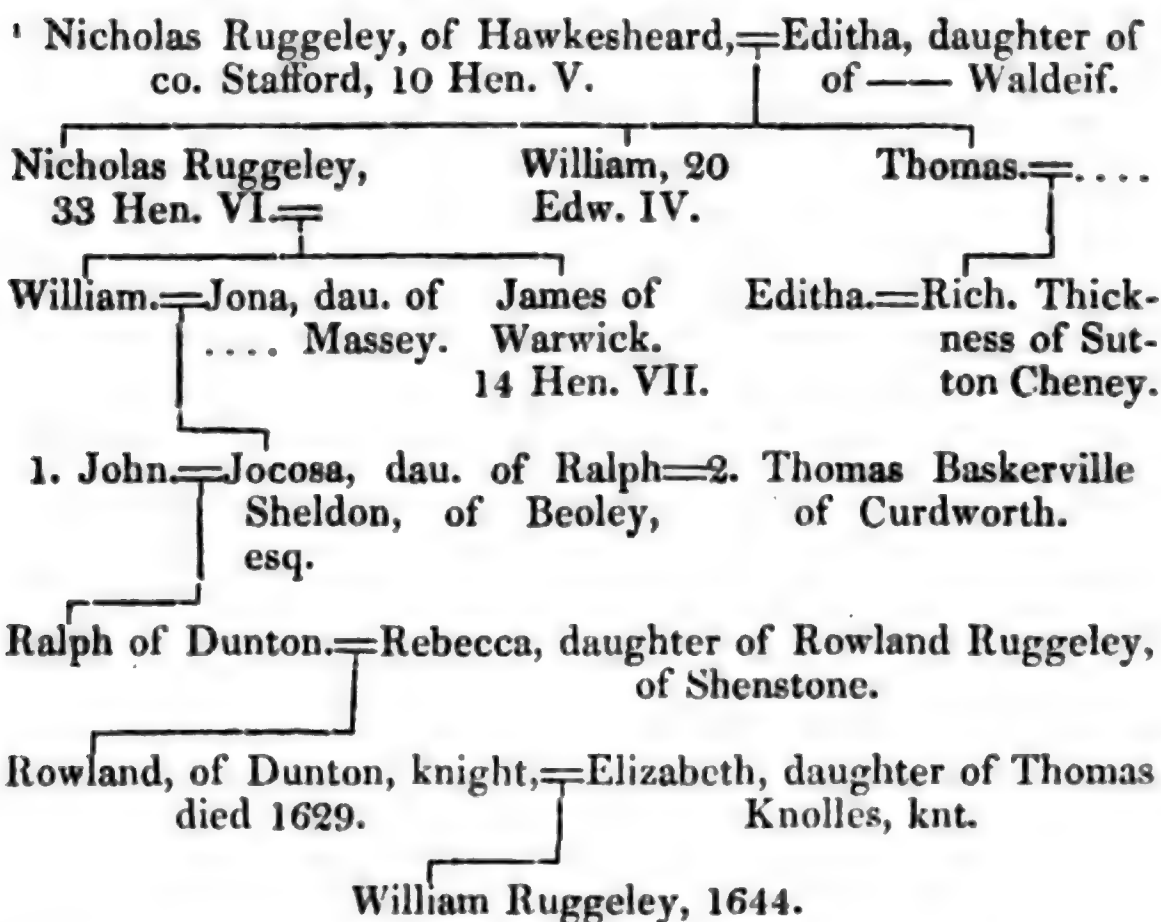 ¹ Nicholas Ruggeley, of Hawkesheard,=Editha, daughter of
co. Stafford, 10 Hen. V. of —— Waldeif.
Nicholas Ruggeley, William, 20 Thomas.=....
33 Hen. VI.= Edw. IV.
William.=Jona, dau. of James of Editha.=Rich. Thick-
.... Massey. Warwick. ness of Sut-
14 Hen. VII. ton Cheney.
1. John.=Jocosa, dau. of Ralph=2. Thomas Baskerville
Sheldon, of Beoley, of Curdworth.
esq.
Ralph of Dunton.=Rebecca, daughter of Rowland Ruggeley,
of Shenstone.
Rowland, of Dunton, knight,=Elizabeth, daughter of Thomas
died 1629. Knolles, knt.
William Ruggeley, 1644.